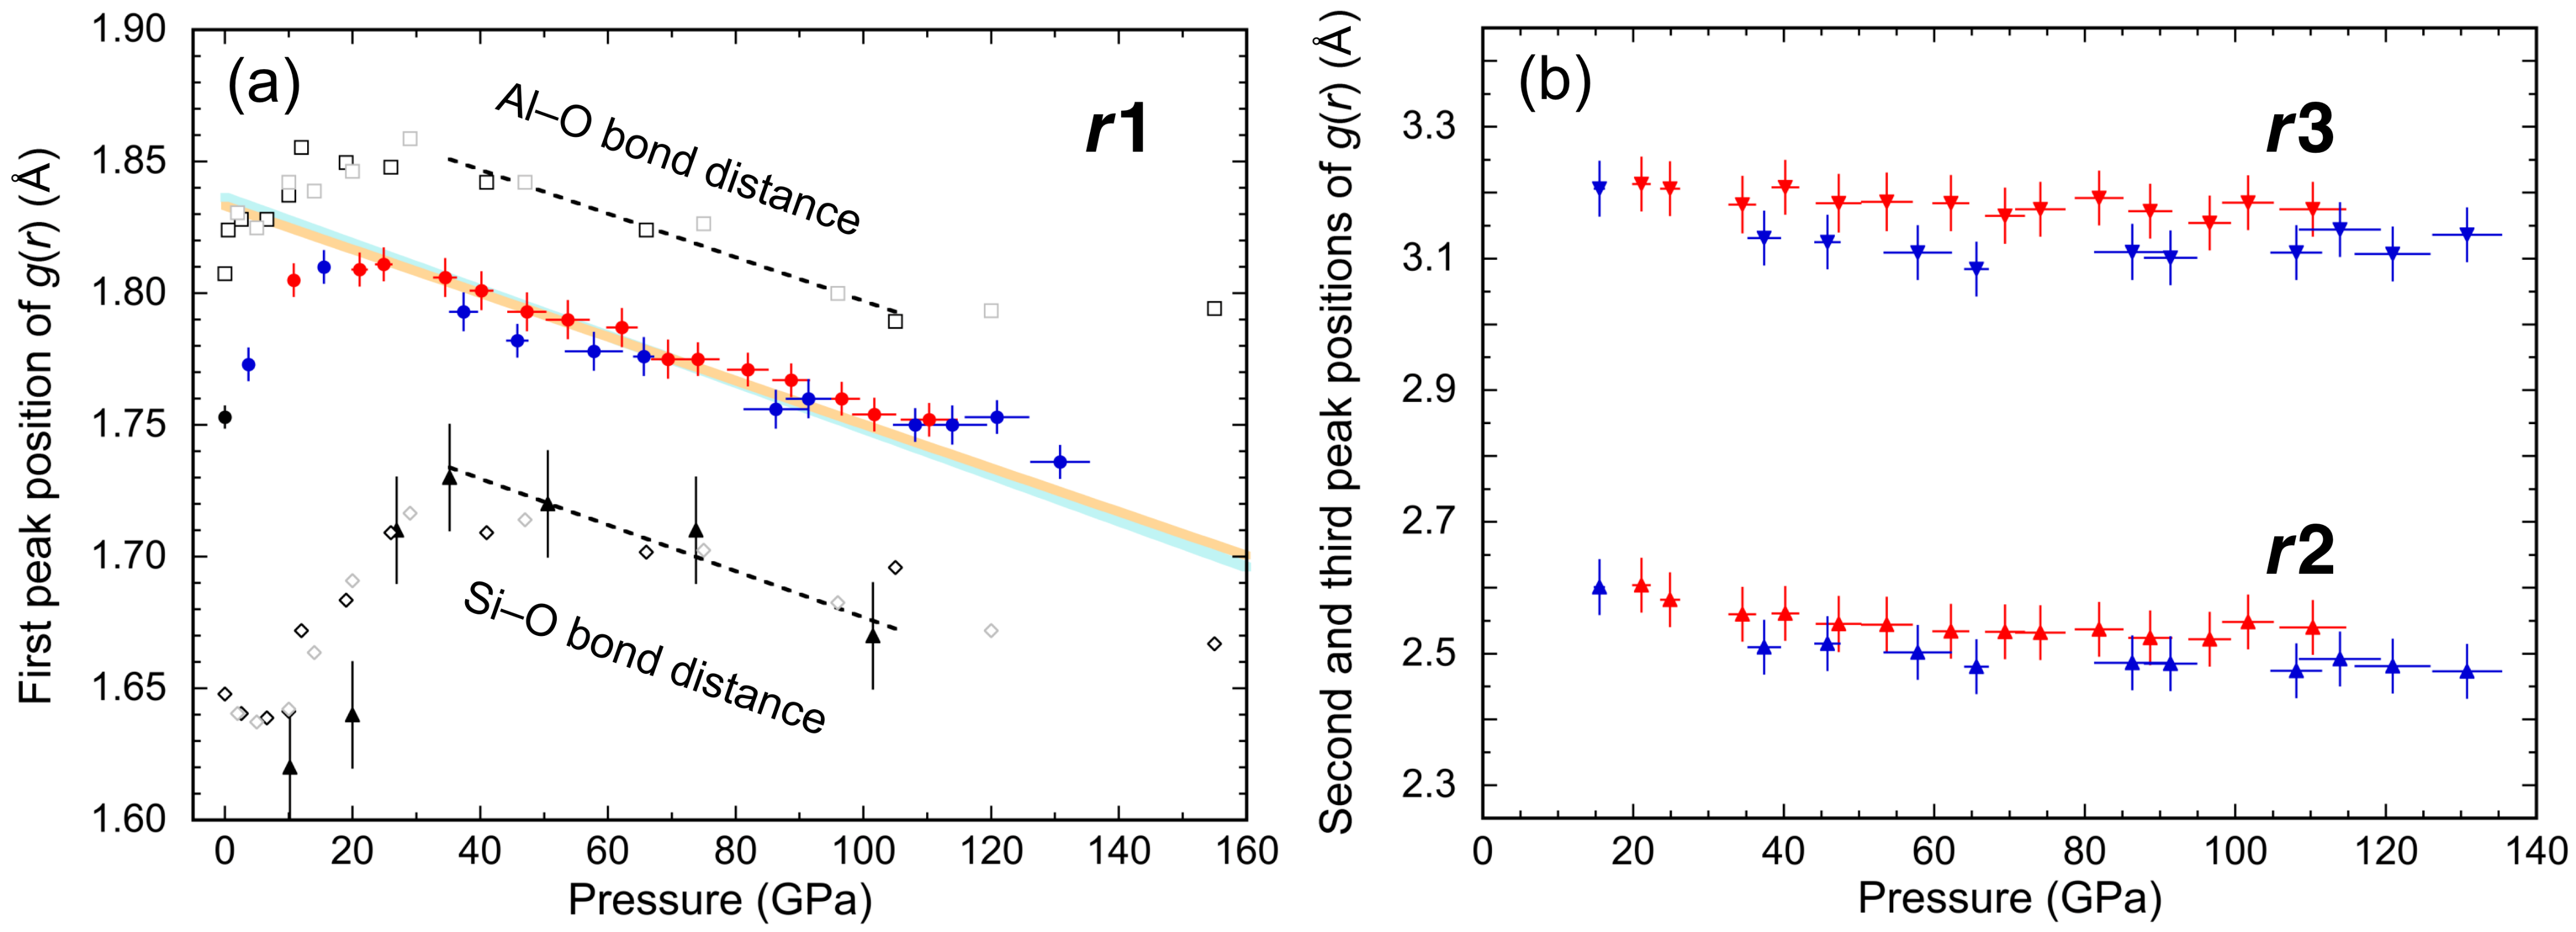 First peak position of g(r) (Å)
1.90
1.85
1.80
1.75
1.70
1.65
1.60
(a)
r1
Al–O bond distance
Si–O bond distance
0 20 40 60 80 100 120 140 160
Pressure (GPa)
Second and third peak positions of g(r) (Å)
3.3
3.1
2.9
2.7
2.5
2.3
(b)
r3
r2
0 20 40 60 80 100 120 140
Pressure (GPa)